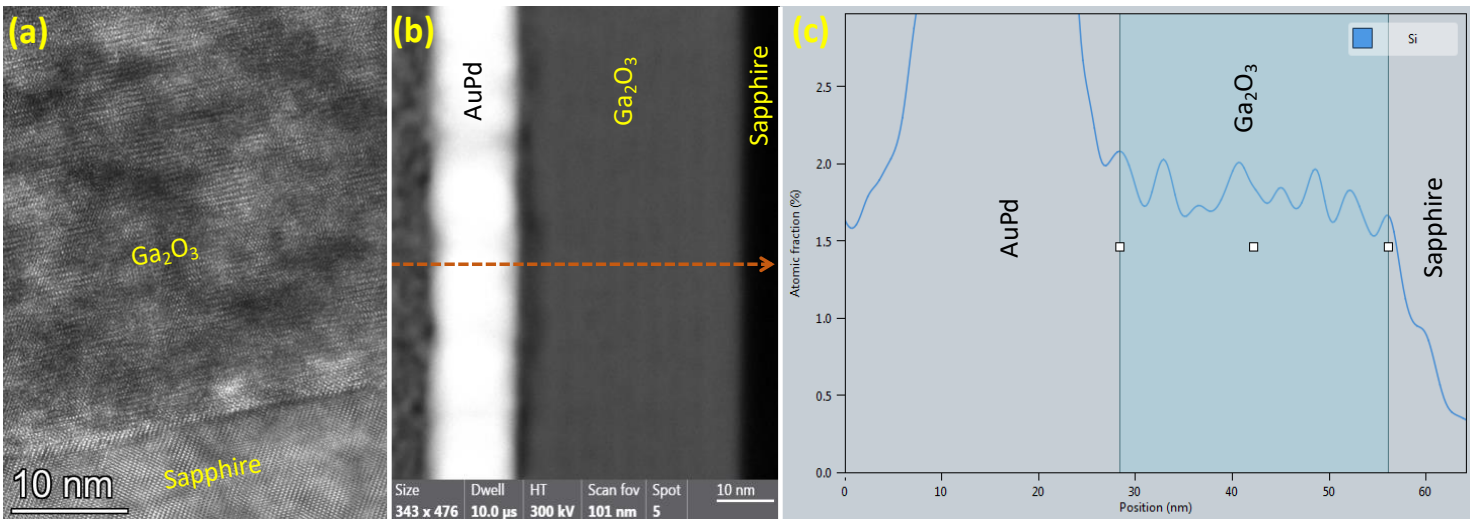 (a)
Ga₂O₃
Sapphire
10 nm
(b)
AuPd
Ga₂O₃
Sapphire
Size Dwell HT Scan fov Spot 10 nm
343 x 476 10.0 µs 300 kV 101 nm 5
(c)
Si
Ga₂O₃
AuPd
Sapphire
Atomic fraction (%)
2.5
2.0
1.5
1.0
0.5
0.0
0 10 20 30 40 50 60
Position (nm)